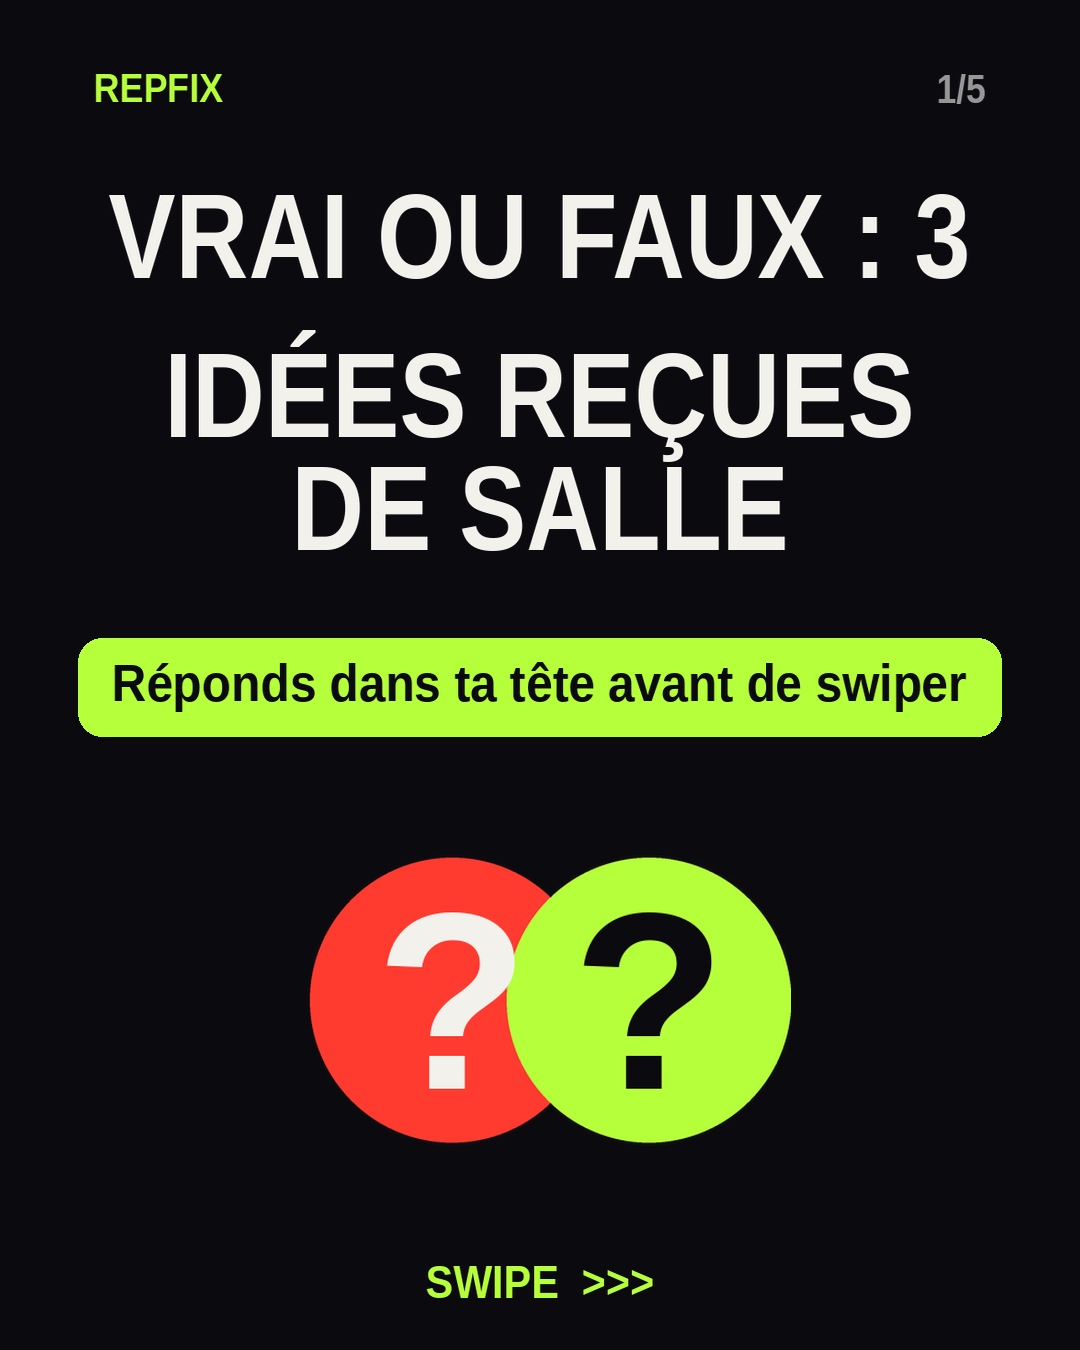 REPFIX
1/5
VRAI OU FAUX : 3
IDÉES REÇUES
DE SALLE
Réponds dans ta tête avant de swiper
? ?
SWIPE >>>